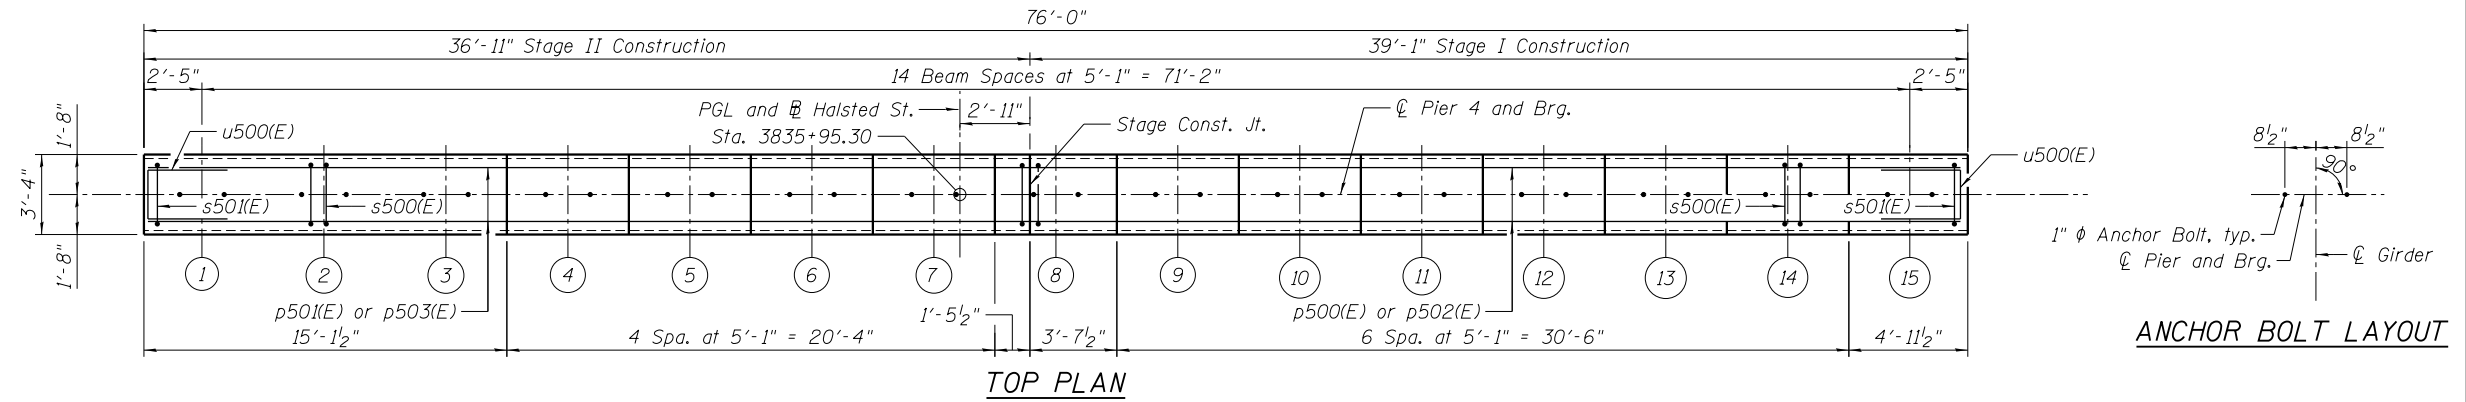 76'-0"
36'-11" Stage II Construction
39'-1" Stage I Construction
2'-5"
14 Beam Spaces at 5'-1" = 71'-2"
2'-5"
PGL and ℄ Halsted St.
2'-11"
℄ Pier 4 and Brg.
Stage Const. Jt.
Sta. 3835+95.30
1'-8"
u500(E)
8½"
8½"
u500(E)
90°
3'-4"
s501(E)
s500(E)
s500(E)
s501(E)
1'-8"
1" ϕ Anchor Bolt, typ.
℄ Pier and Brg.
℄ Girder
1
2
3
4
5
6
7
8
9
10
11
12
13
14
15
p501(E) or p503(E)
1'-5½"
p500(E) or p502(E)
15'-1½"
4 Spa. at 5'-1" = 20'-4"
3'-7½"
6 Spa. at 5'-1" = 30'-6"
4'-11½"
ANCHOR BOLT LAYOUT
TOP PLAN